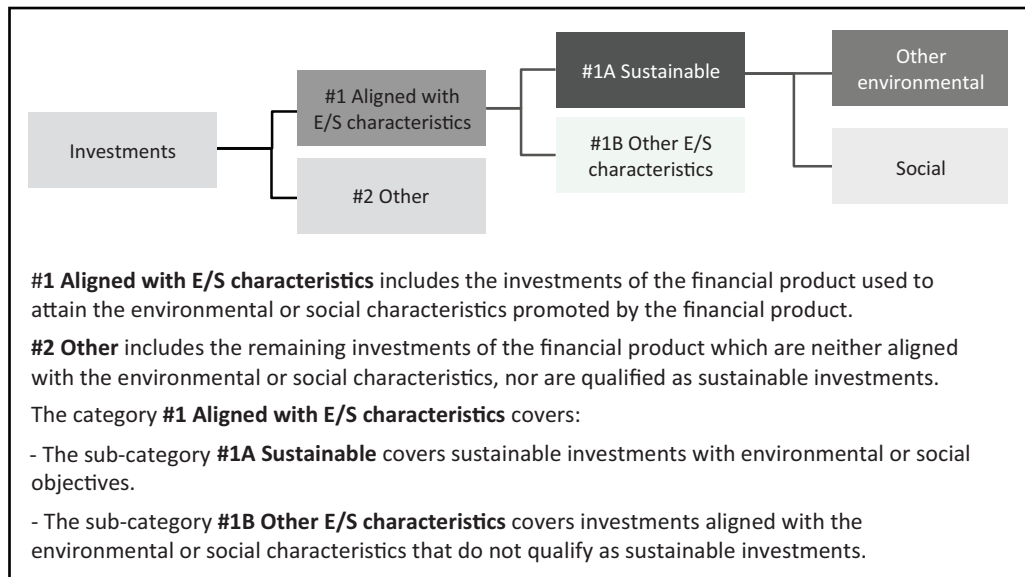 Investments
#1 Aligned with
E/S characteristics
#2 Other
#1A Sustainable
#1B Other E/S
characteristics
Other
environmental
Social
#1 Aligned with E/S characteristics includes the investments of the financial product used to
attain the environmental or social characteristics promoted by the financial product.
#2 Other includes the remaining investments of the financial product which are neither aligned
with the environmental or social characteristics, nor are qualified as sustainable investments.
The category #1 Aligned with E/S characteristics covers:
- The sub-category #1A Sustainable covers sustainable investments with environmental or social
objectives.
- The sub-category #1B Other E/S characteristics covers investments aligned with the
environmental or social characteristics that do not qualify as sustainable investments.